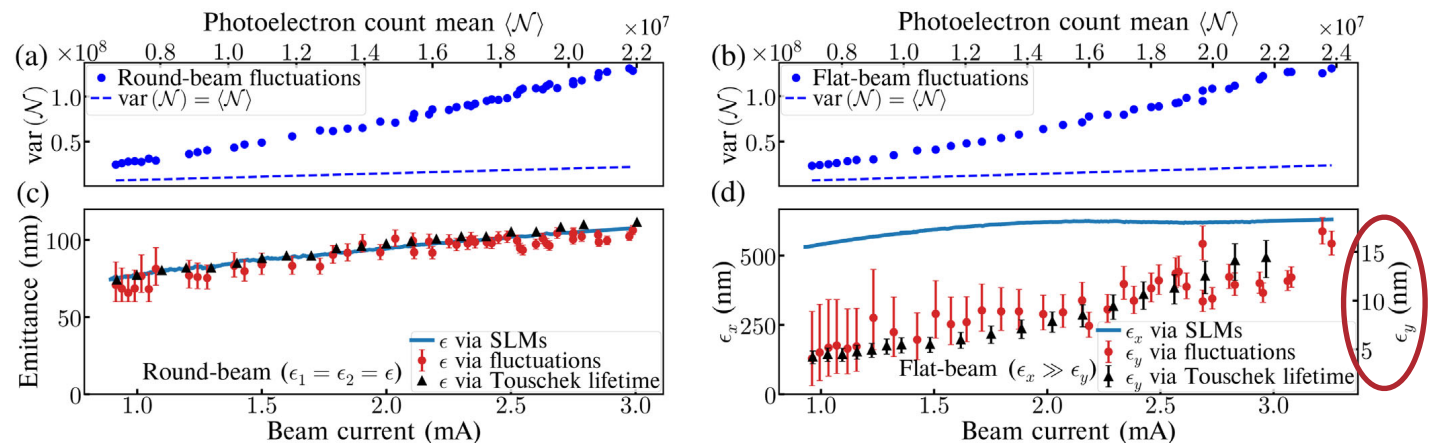 Photoelectron count mean ⟨𝒩⟩
(a) ×10⁸ 0.8 1.0 1.2 1.4 1.6 1.8 2.0 2.2 ×10⁷
Round-beam fluctuations
var (𝒩) = ⟨𝒩⟩
var (𝒩)
1.0
0.5
(c)
Emittance (nm)
100
50
0
ϵ via SLMs
ϵ via fluctuations
ϵ via Touschek lifetime
Round-beam (ϵ₁ = ϵ₂ = ϵ)
1.0 1.5 2.0 2.5 3.0
Beam current (mA)
Photoelectron count mean ⟨𝒩⟩
(b) ×10⁸ 0.8 1.0 1.2 1.4 1.6 1.8 2.0 2.2 2.4 ×10⁷
Flat-beam fluctuations
var (𝒩) = ⟨𝒩⟩
var (𝒩)
1.0
0.5
(d)
ϵₓ (nm)
500
250
0
ϵₓ via SLMs
ϵ_y via fluctuations
ϵ_y via Touschek lifetime
Flat-beam (ϵₓ ≫ ϵ_y)
15
10
5
ϵ_y (nm)
1.0 1.5 2.0 2.5 3.0
Beam current (mA)